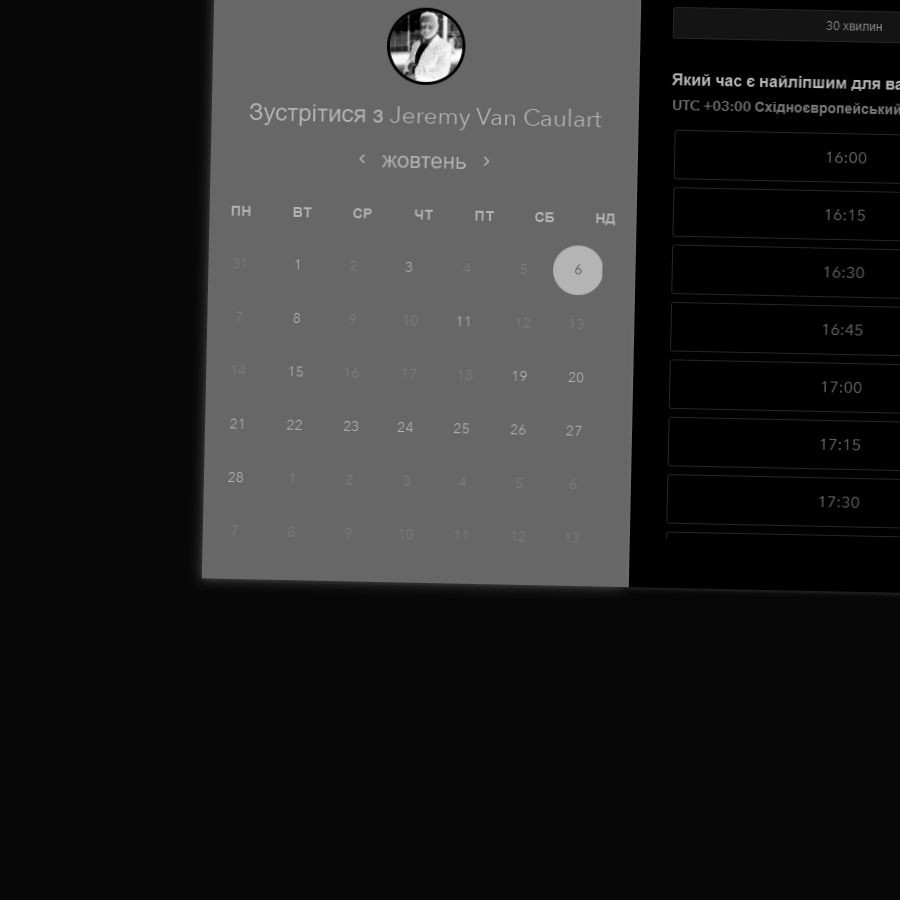 Зустрітися з Jeremy Van Caulart
‹ жовтень ›
ПН ВТ СР ЧТ ПТ СБ НД
31 1 2 3 4 5 6
7 8 9 10 11 12 13
14 15 16 17 18 19 20
21 22 23 24 25 26 27
28 1 2 3 4 5 6
7 8 9 10 11 12 13
30 хвилин
Який час є найліпшим для
UTC +03:00 Східноєвропейський
16:00
16:15
16:30
16:45
17:00
17:15
17:30